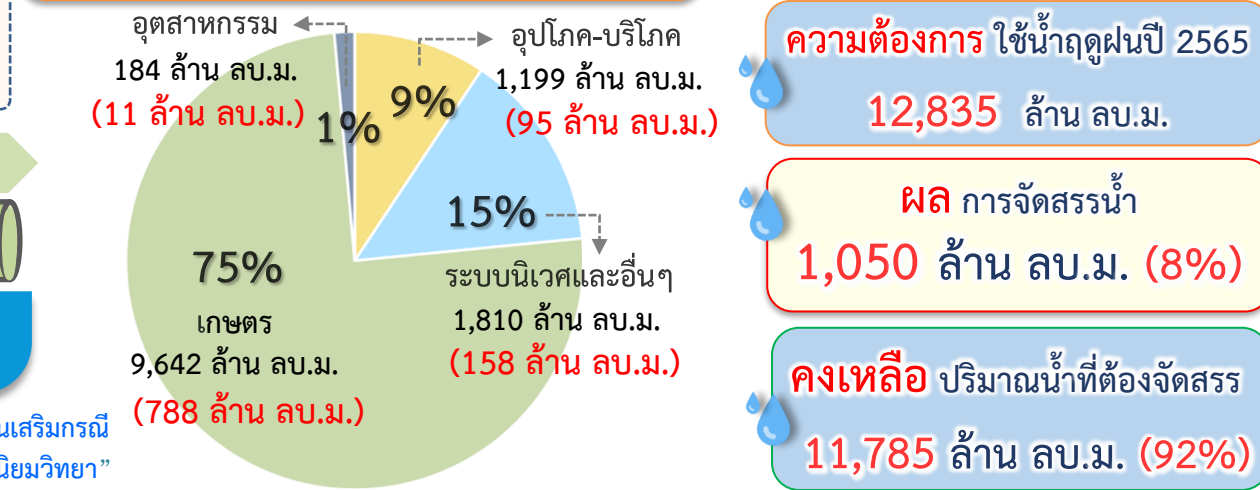 อุตสาหกรรม
184 ล้าน ลบ.ม.
(11 ล้าน ลบ.ม.)
1%
9%
อุปโภค-บริโภค
1,199 ล้าน ลบ.ม.
(95 ล้าน ลบ.ม.)
15%
ระบบนิเวศและอื่นๆ
1,810 ล้าน ลบ.ม.
(158 ล้าน ลบ.ม.)
75%
เกษตร
9,642 ล้าน ลบ.ม.
(788 ล้าน ลบ.ม.)
นเสริมกรณี
นิยมวิทยา”
ความต้องการ ใช้น้ำฤดูฝนปี 2565
12,835 ล้าน ลบ.ม.
ผล การจัดสรรน้ำ
1,050 ล้าน ลบ.ม. (8%)
คงเหลือ ปริมาณน้ำที่ต้องจัดสรร
11,785 ล้าน ลบ.ม. (92%)